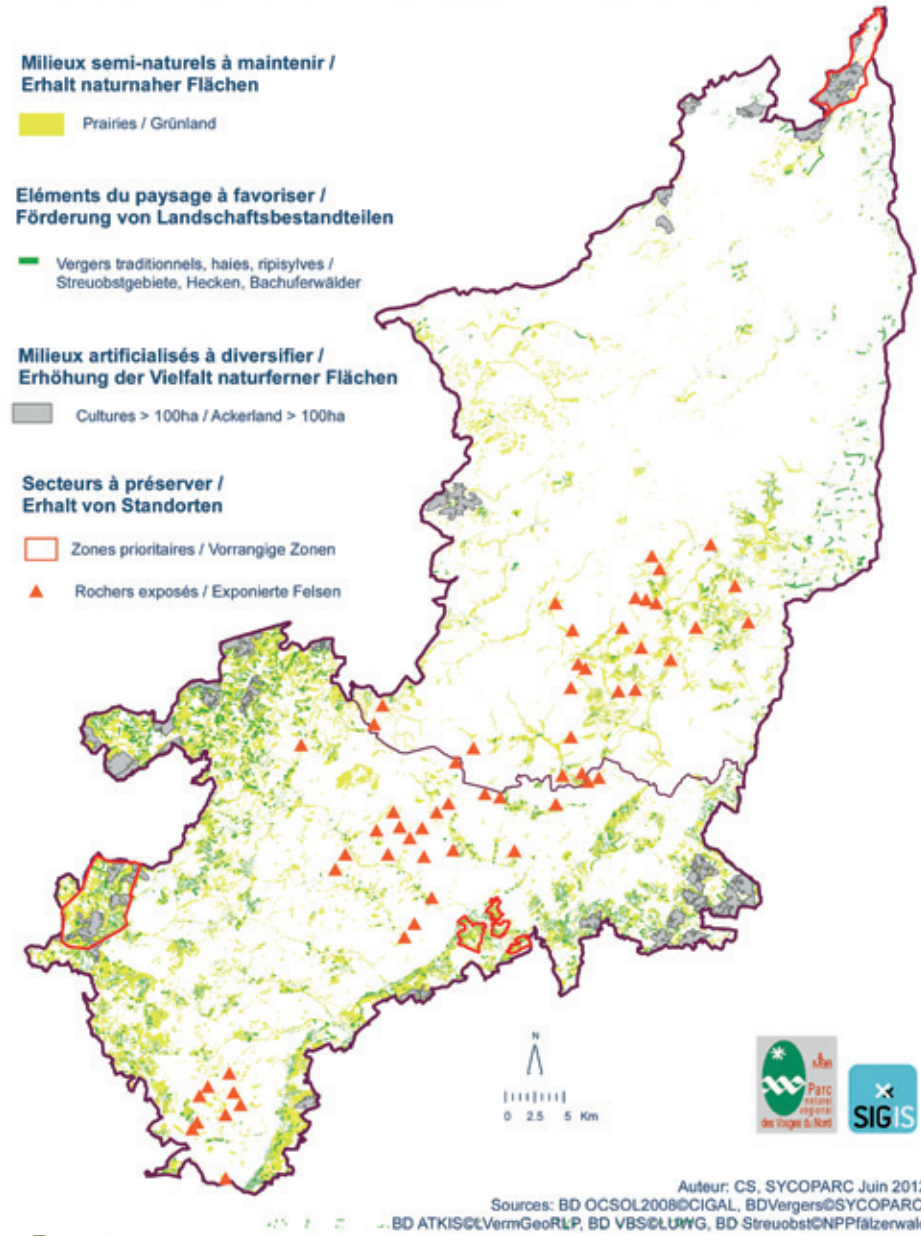 Milieux semi-naturels à maintenir /
Erhalt naturnaher Flächen
Prairies / Grünland
Eléments du paysage à favoriser /
Förderung von Landschaftsbestandteilen
Vergers traditionnels, haies, ripisylves /
Streuobstgebiete, Hecken, Bachuferwälder
Milieux artificialisés à diversifier /
Erhöhung der Vielfalt naturferner Flächen
Cultures > 100ha / Ackerland > 100ha
Secteurs à préserver /
Erhalt von Standorten
Zones prioritaires / Vorrangige Zonen
Rochers exposés / Exponierte Felsen
N
0 2.5 5 Km
Parc
naturel
régional
des Vosges du Nord
SIGIS
Auteur: CS, SYCOPARC Juin 2012
Sources: BD OCSOL2008©CIGAL, BDVergers©SYCOPARC
BD ATKIS©LVermGeoRLP, BD VBS©LUWG, BD Streuobst©NPPfälzerwald